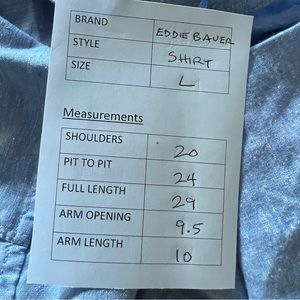 BRAND EDDIE BAUER
STYLE SHIRT
SIZE L
Measurements
SHOULDERS 20
PIT TO PIT 24
FULL LENGTH 29
ARM OPENING 9.5
ARM LENGTH 10